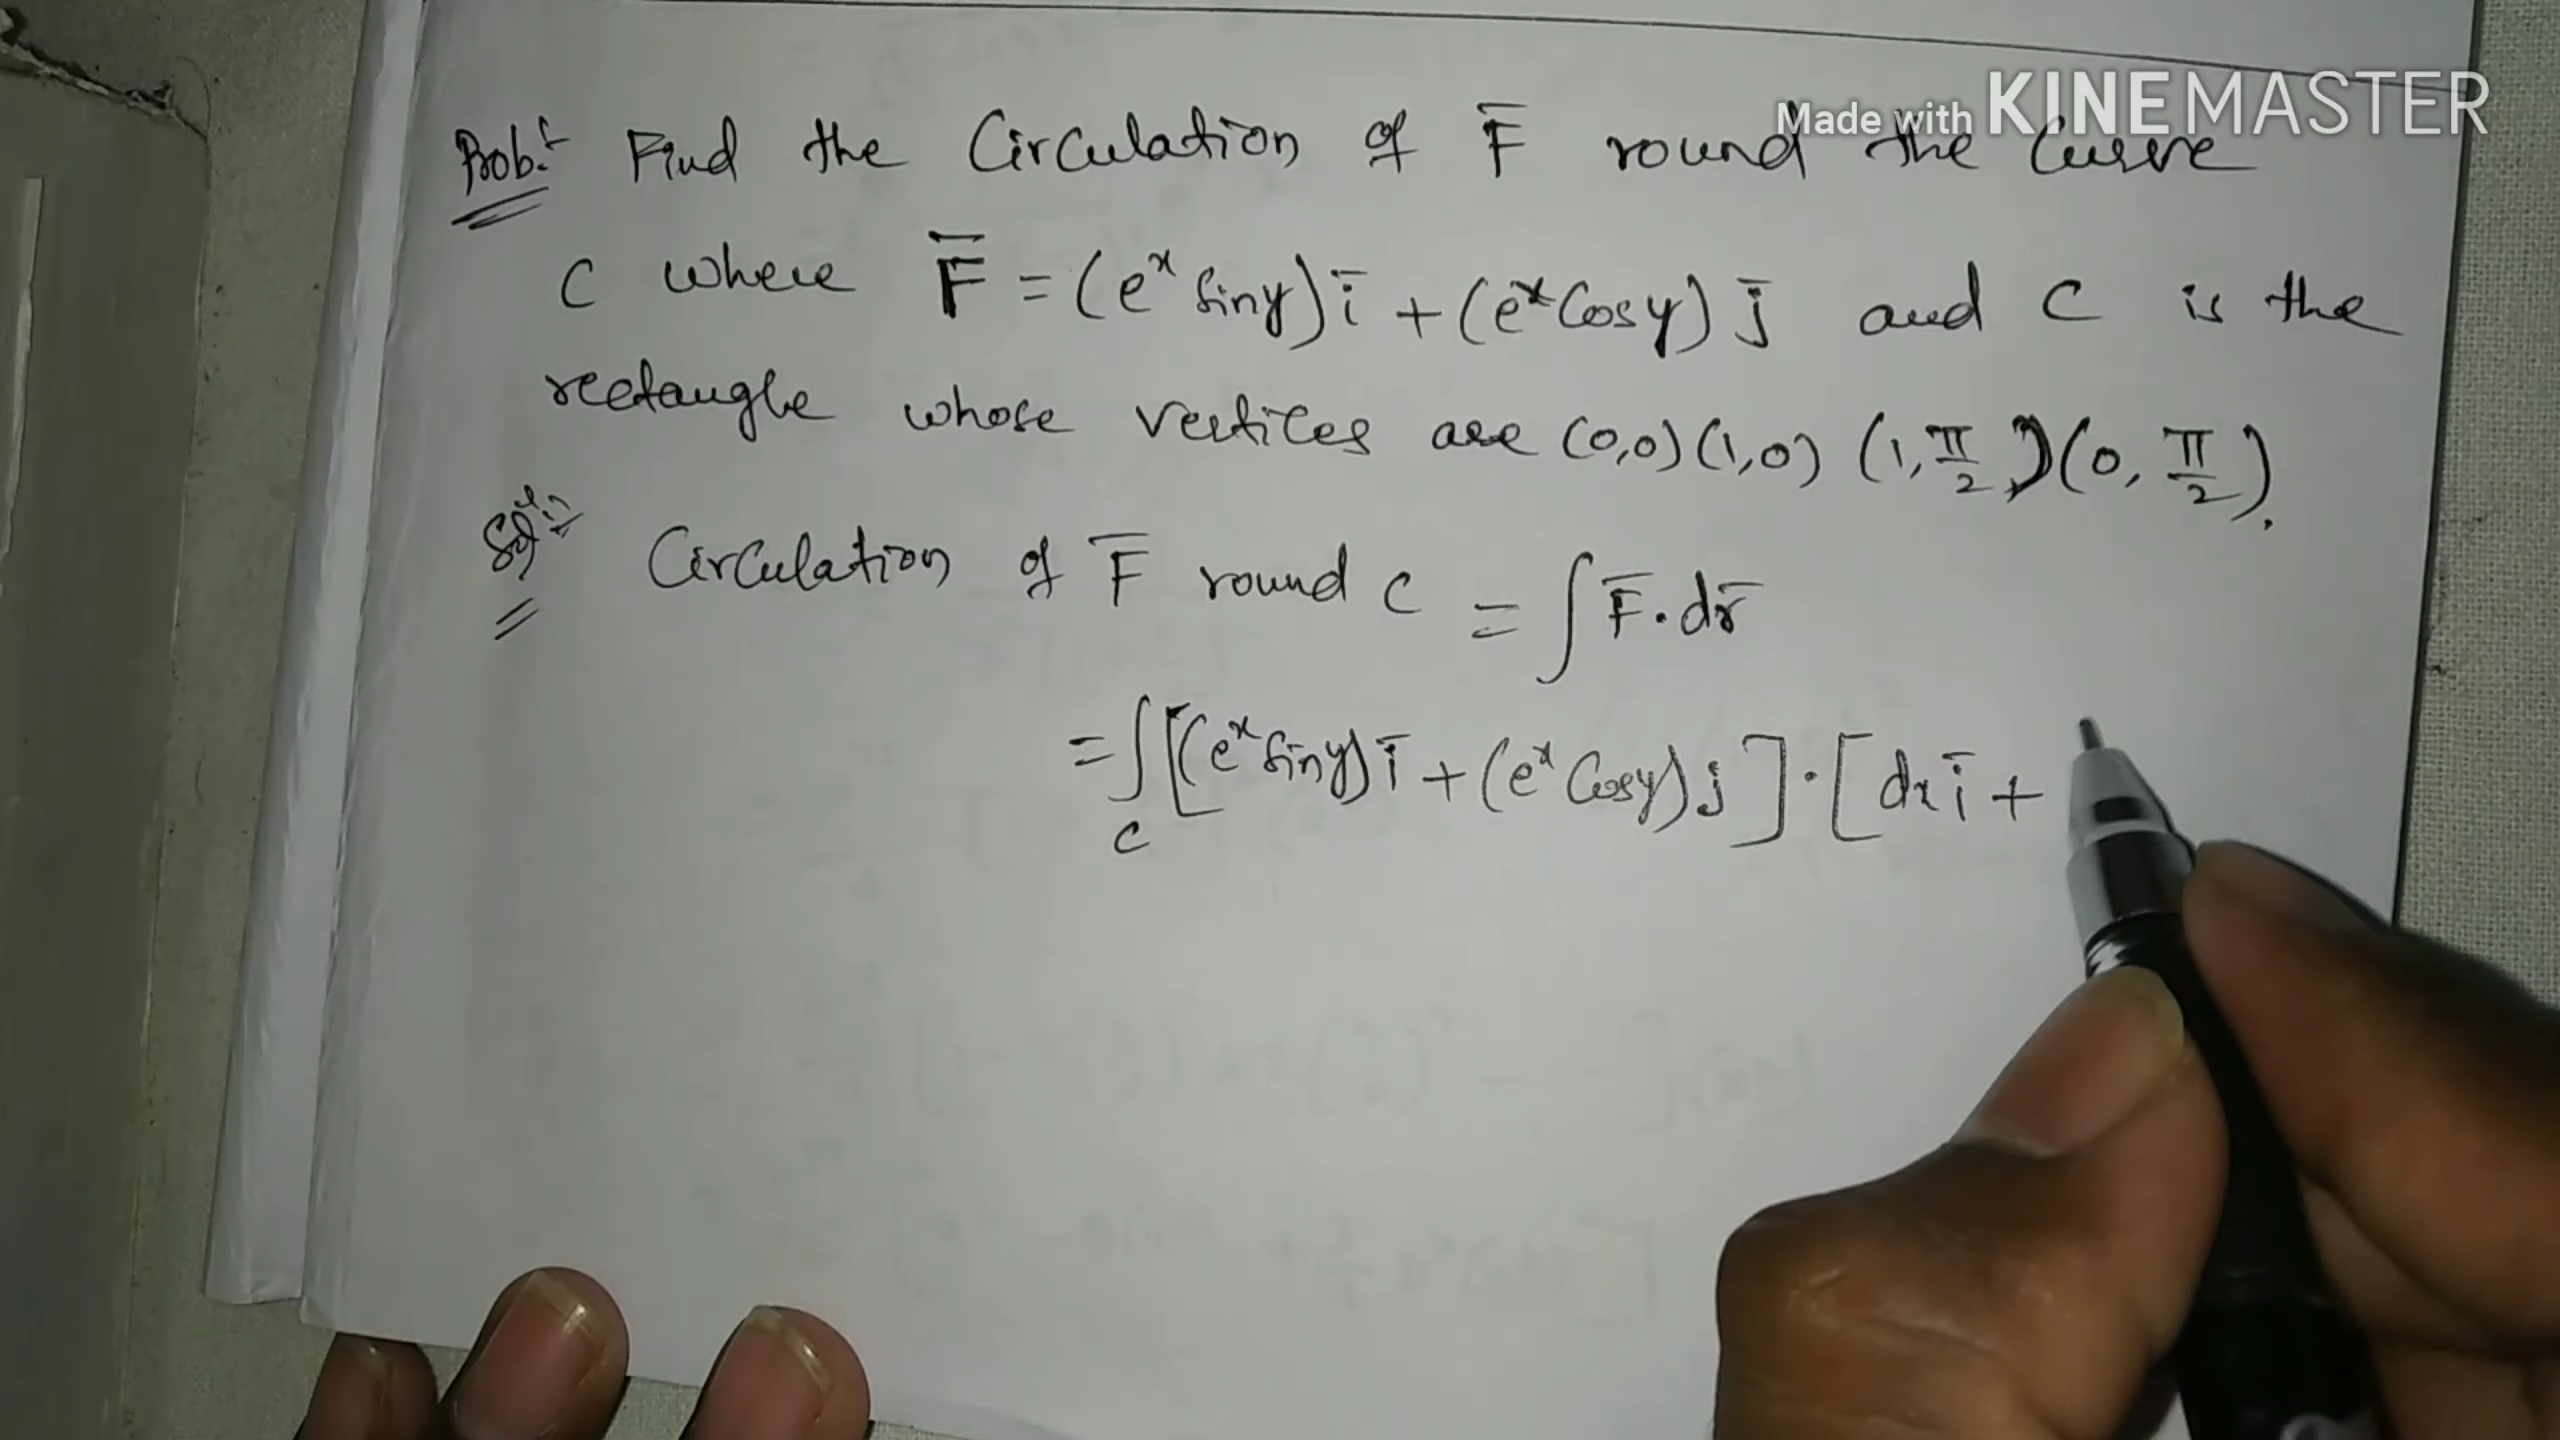 Made with KINEMASTER
Prob:- Find the Circulation of F̅ round the Curve
C where F̅ = (eˣ Siny) i̅ + (eˣ Cosy) j̅ and C is the
rectangle whose vertices are (0,0) (1,0) (1, π/2) (0, π/2).
Solⁿ:- Circulation of F̅ round C = ∫ F̅ . dr̅
= ∫C [(eˣ Siny) i̅ + (eˣ Cosy) j̅ ] · [ dx i̅ +